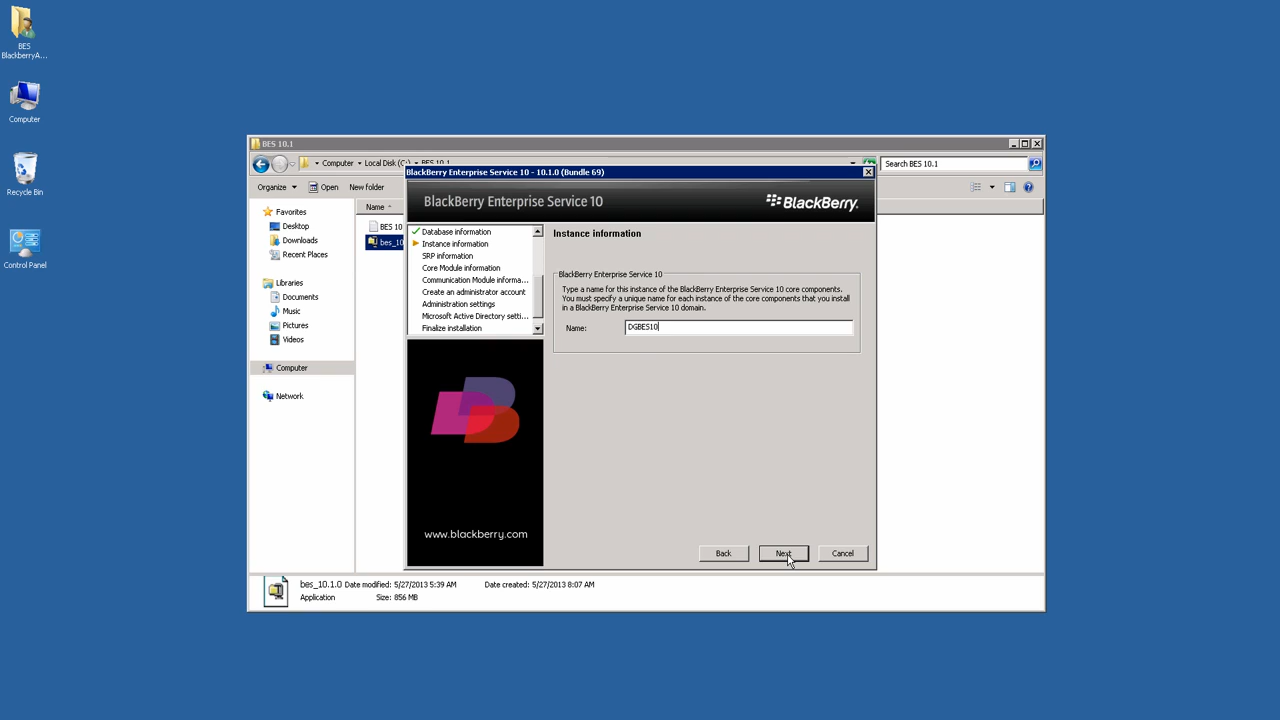 BES
BlackberryA...
Computer
Recycle Bin
Control Panel
BES 10.1
Computer Local Disk (C:) BES 10.1
Search BES 10.1
Organize Open New folder
Favorites
Desktop
Downloads
Recent Places
Libraries
Documents
Music
Pictures
Videos
Computer
Network
Name
BES 10
bes_10
BlackBerry Enterprise Service 10 - 10.1.0 (Bundle 69)
BlackBerry Enterprise Service 10
BlackBerry.
Database information
Instance information
SRP information
Core Module information
Communication Module informa...
Create an administrator account
Administration settings
Microsoft Active Directory setti...
Finalize installation
www.blackberry.com
Instance information
BlackBerry Enterprise Service 10
Type a name for this instance of the BlackBerry Enterprise Service 10 core components.
You must specify a unique name for each instance of the core components that you install
in a BlackBerry Enterprise Service 10 domain.
Name: DGBES10
Back Next Cancel
bes_10.1.0 Date modified: 5/27/2013 5:39 AM Date created: 5/27/2013 8:07 AM
Application Size: 856 MB